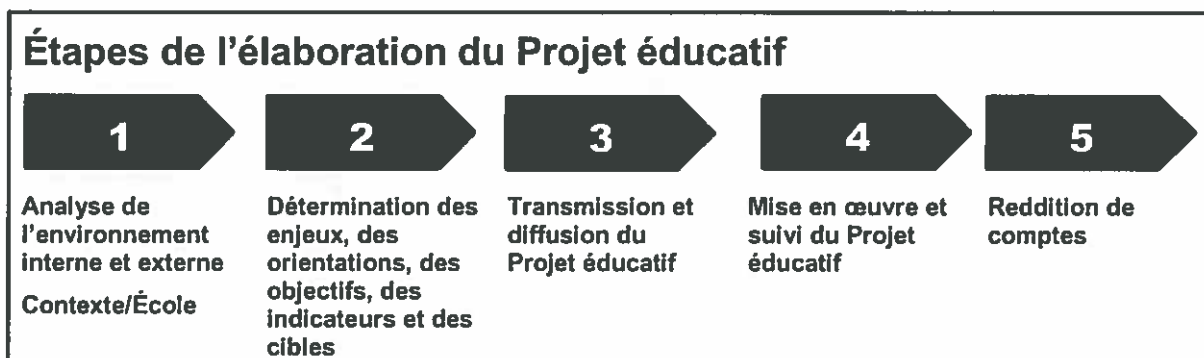 Étapes de l'élaboration du Projet éducatif
1
2
3
4
5
Analyse de
l'environnement
interne et externe
Contexte/École
Détermination des
enjeux, des
orientations, des
objectifs, des
indicateurs et des
cibles
Transmission et
diffusion du
Projet éducatif
Mise en œuvre et
suivi du Projet
éducatif
Reddition de
comptes